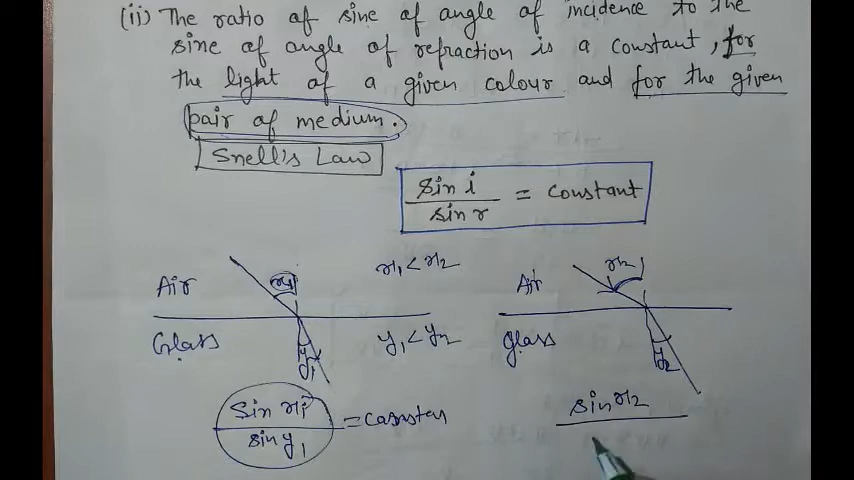 (ii) The ratio of sine of angle of incidence to the
sine of angle of refraction is a constant, for
the light of a given colour and for the given
pair of medium.
Snell's Law
sin i
sin r
= constant
Air
x1
x1 < x2
Air
x2
Glass
y1
y1 < y2
Glass
y2
sin x1
sin y1
sin x2